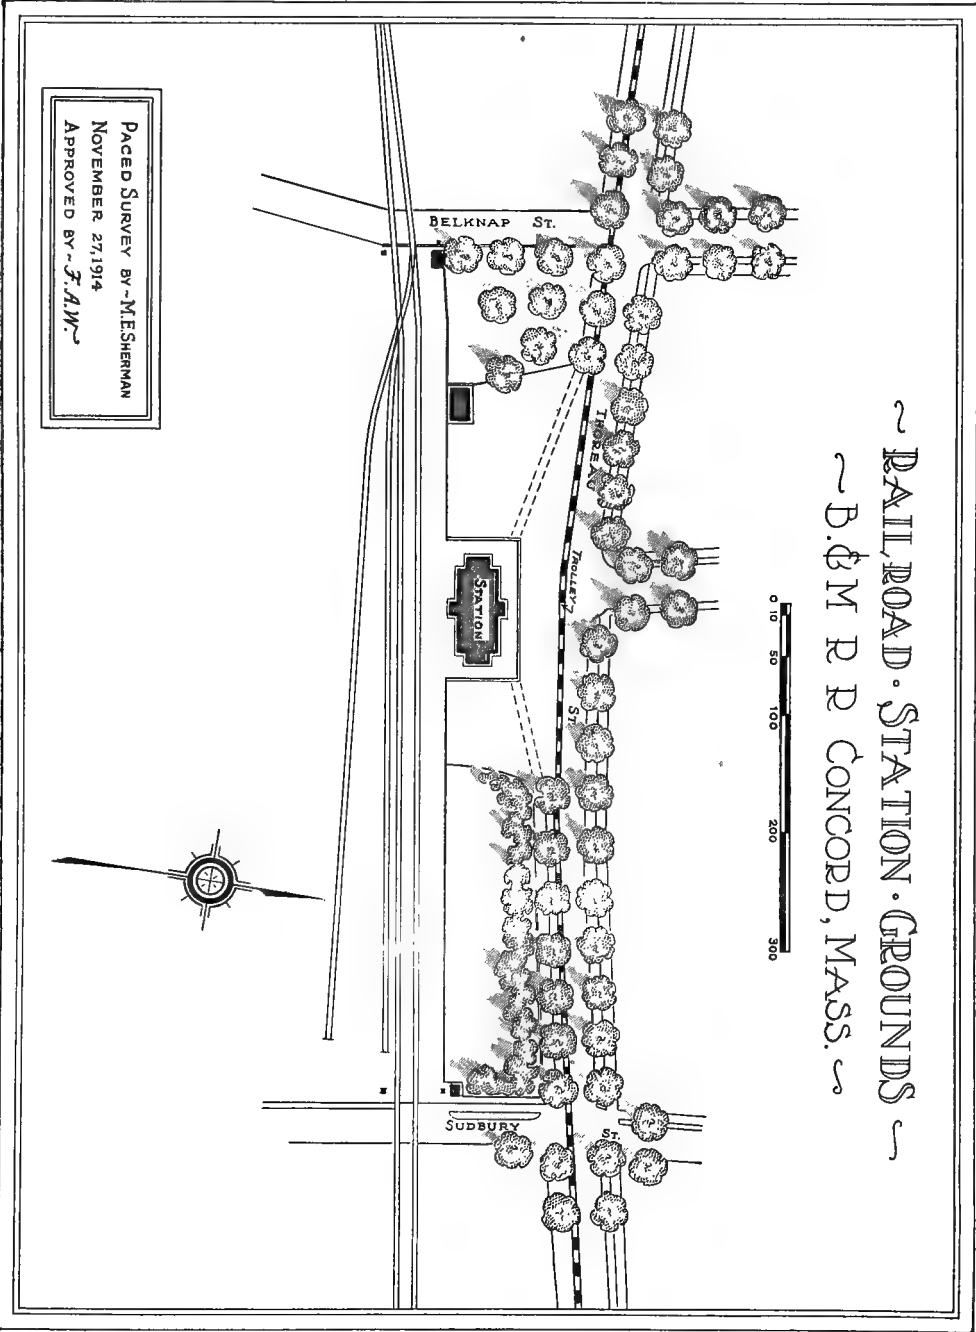 ~ RAILROAD · STATION · GROUNDS ~
~ B. & M R R CONCORD, MASS. ~
0 10 50 100 200 300
BELKNAP ST.
THOREAU ST.
TROLLEY
STATION
SUDBURY ST.
PACED SURVEY BY ~ M.E.SHERMAN
NOVEMBER 27,1914
APPROVED BY ~ F.A.W.